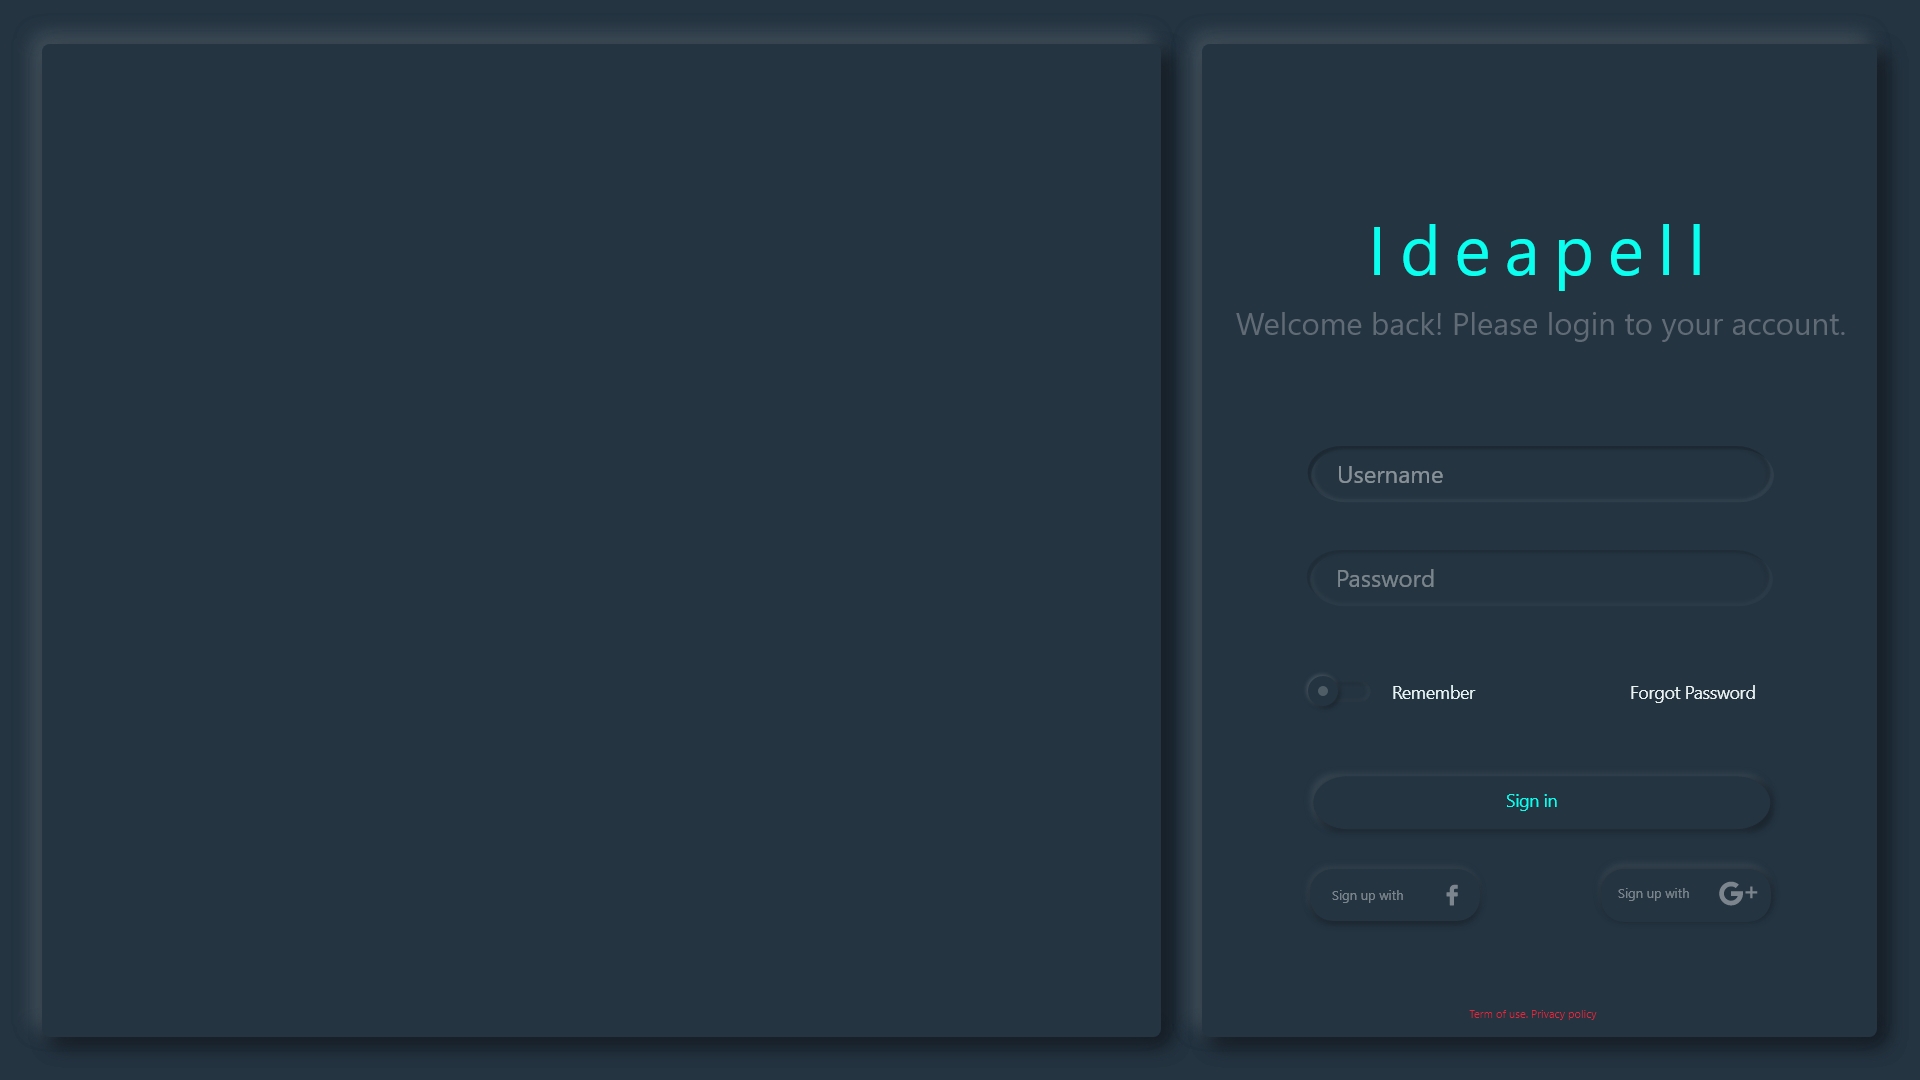 Ideapell
Welcome back! Please login to your account.
Username
Password
Remember
Forgot Password
Sign in
Sign up with
Sign up with G+
Term of use. Privacy policy